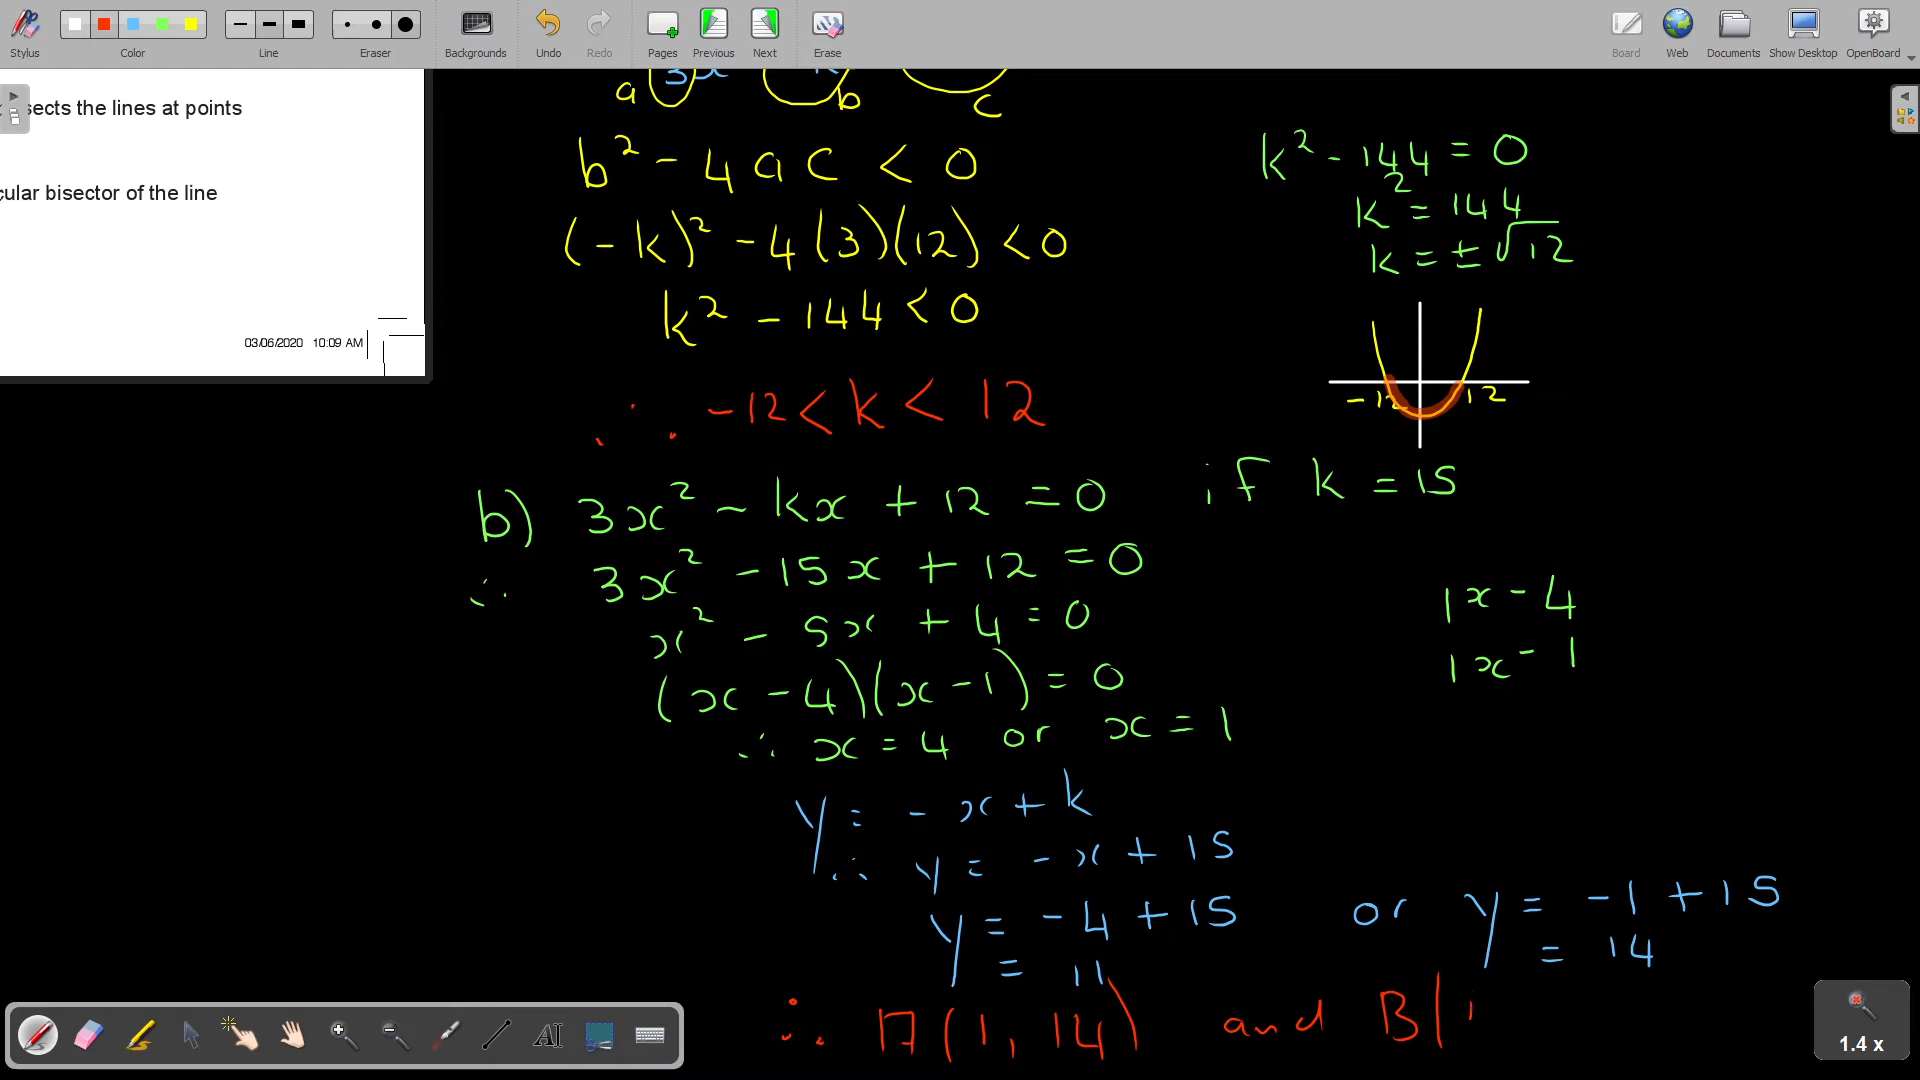 Stylus Color Line Eraser Backgrounds Undo Redo Pages Previous Next Erase Board Web Documents Show Desktop OpenBoard
sects the lines at points
cular bisector of the line
03/06/2020 10:09 AM
a b c
b² - 4ac < 0
(-k)² - 4(3)(12) < 0
k² - 144 < 0
∴ -12 < k < 12
k² - 144 = 0
k² = 144
k = ±√12
-12 12
b) 3x² - kx + 12 = 0 if k = 15
∴ 3x² - 15x + 12 = 0
x² - 5x + 4 = 0
(x - 4)(x - 1) = 0
∴ x = 4 or x = 1
1x - 4
1x - 1
y = -x + k
∴ y = -x + 15
y = -4 + 15 or y = -1 + 15
= 11 = 14
∴ A(1, 14) and B(
AI
1.4 x